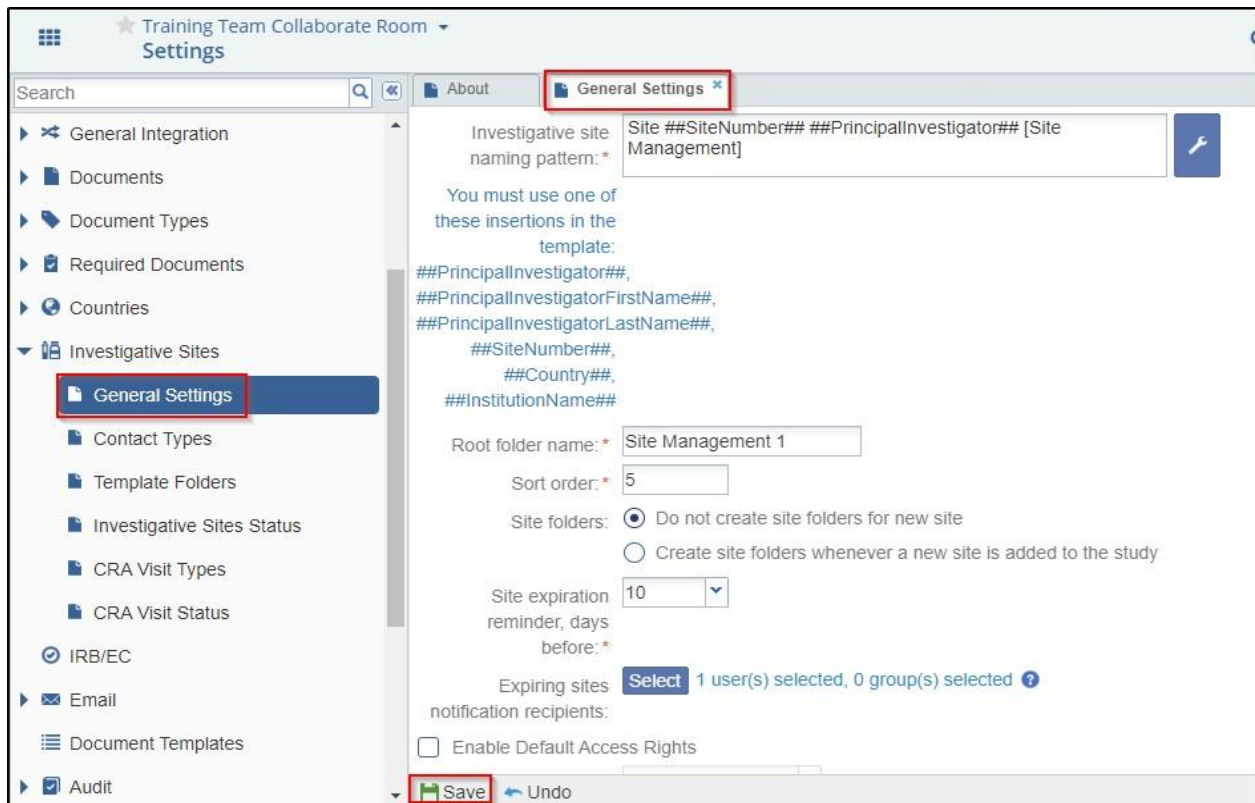 Training Team Collaborate Room
Settings
Search
General Integration
Documents
Document Types
Required Documents
Countries
Investigative Sites
General Settings
Contact Types
Template Folders
Investigative Sites Status
CRA Visit Types
CRA Visit Status
IRB/EC
Email
Document Templates
Audit
About
General Settings
Investigative site
naming pattern:*
Site ##SiteNumber## ##PrincipalInvestigator## [Site
Management]
You must use one of
these insertions in the
template:
##PrincipalInvestigator##,
##PrincipalInvestigatorFirstName##,
##PrincipalInvestigatorLastName##,
##SiteNumber##,
##Country##,
##InstitutionName##
Root folder name:* Site Management 1
Sort order:* 5
Site folders: Do not create site folders for new site
Create site folders whenever a new site is added to the study
Site expiration
reminder, days
before:*
10
Expiring sites
notification recipients:
Select 1 user(s) selected, 0 group(s) selected ?
Enable Default Access Rights
Save Undo